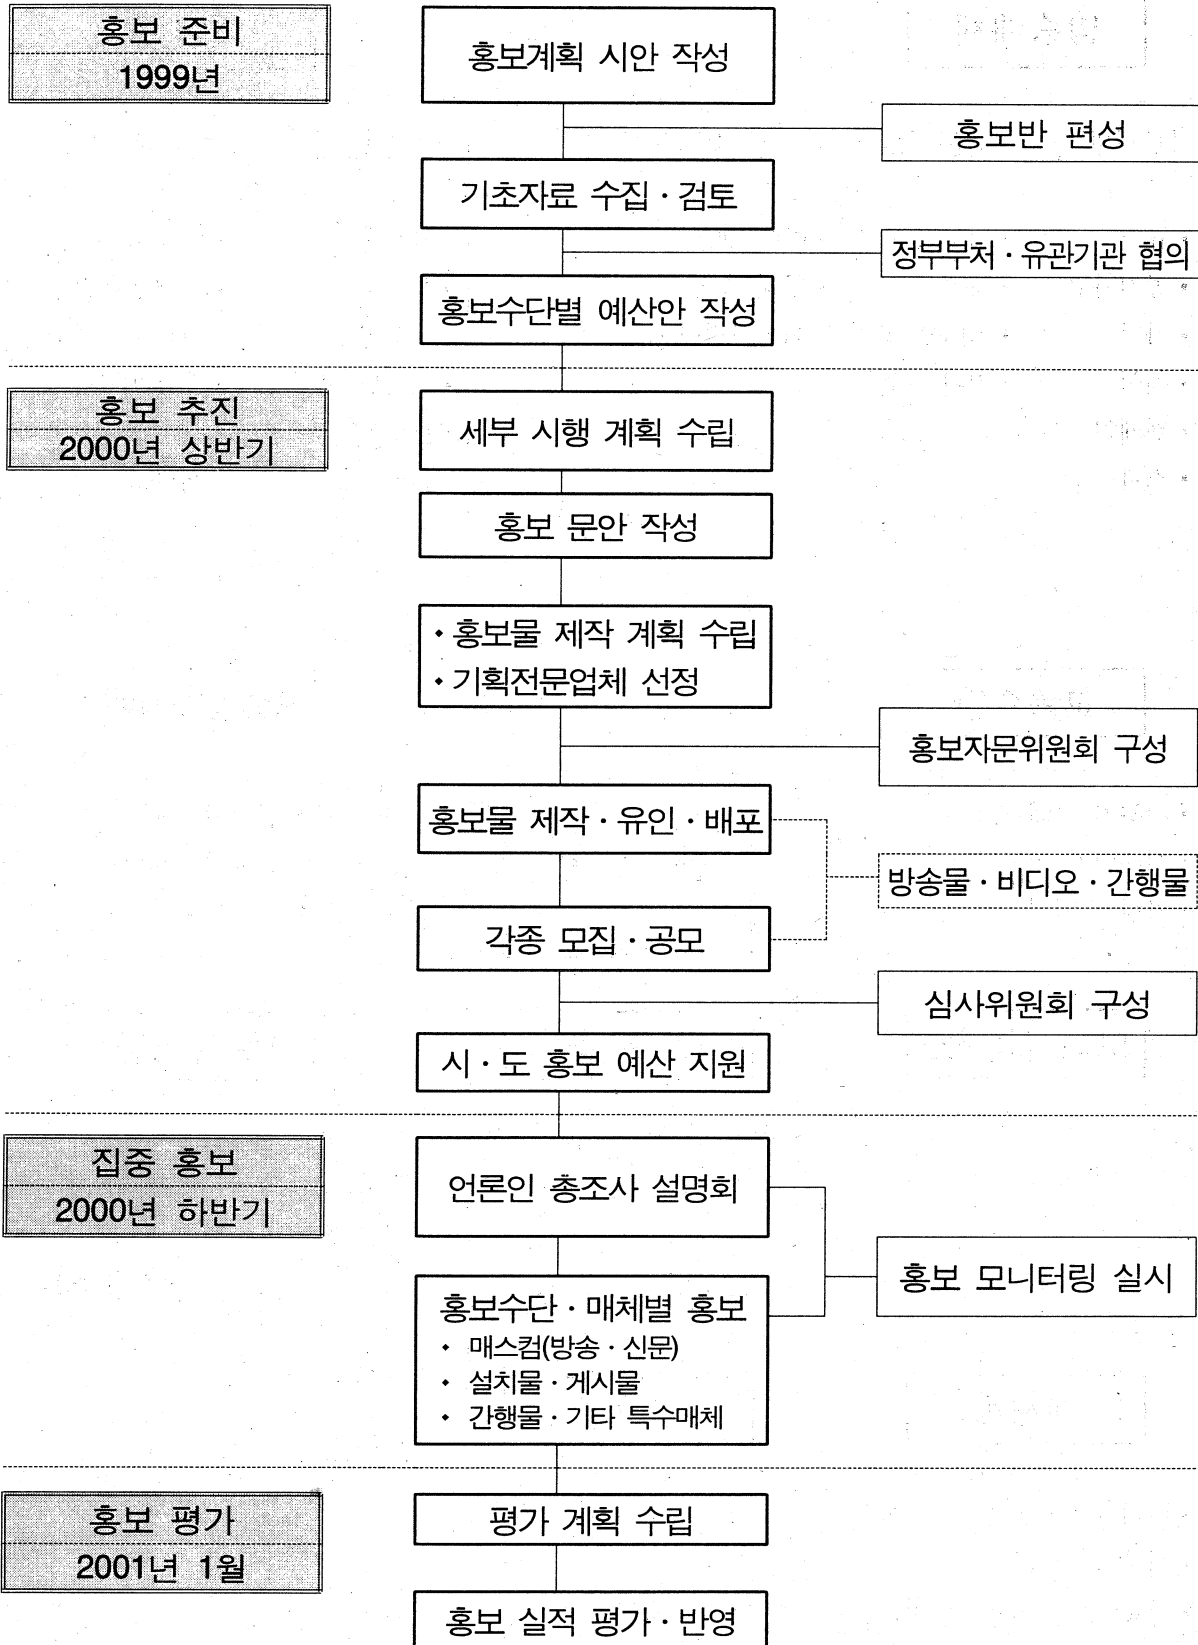 홍보 준비
1999년
홍보계획 시안 작성
홍보반 편성
기초자료 수집 · 검토
정부부처 · 유관기관 협의
홍보수단별 예산안 작성
홍보 추진
2000년 상반기
세부 시행 계획 수립
홍보 문안 작성
• 홍보물 제작 계획 수립
• 기획전문업체 선정
홍보자문위원회 구성
홍보물 제작 · 유인 · 배포
방송물 · 비디오 · 간행물
각종 모집 · 공모
심사위원회 구성
시 · 도 홍보 예산 지원
집중 홍보
2000년 하반기
언론인 총조사 설명회
홍보 모니터링 실시
홍보수단 · 매체별 홍보
• 매스컴(방송 · 신문)
• 설치물 · 게시물
• 간행물 · 기타 특수매체
홍보 평가
2001년 1월
평가 계획 수립
홍보 실적 평가 · 반영